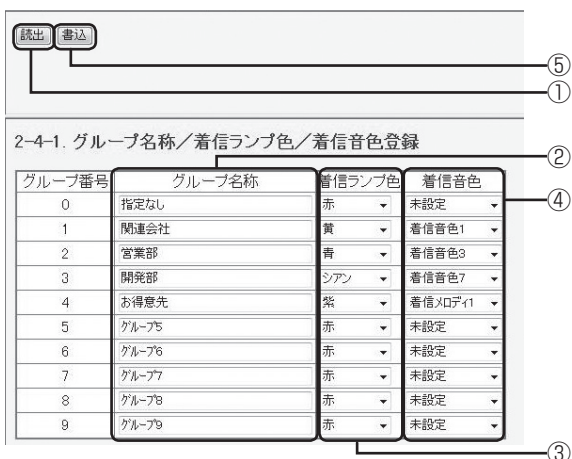 読出 書込
⑤
①
2-4-1. グループ名称／着信ランプ色／着信音色登録
②
グループ番号 グループ名称 着信ランプ色 着信音色
④
0 指定なし 赤 未設定
1 関連会社 黄 着信音色1
2 営業部 青 着信音色3
3 開発部 シアン 着信音色7
4 お得意先 紫 着信メロディ1
5 グループ5 赤 未設定
6 グループ6 赤 未設定
7 グループ7 赤 未設定
8 グループ8 赤 未設定
9 グループ9 赤 未設定
③